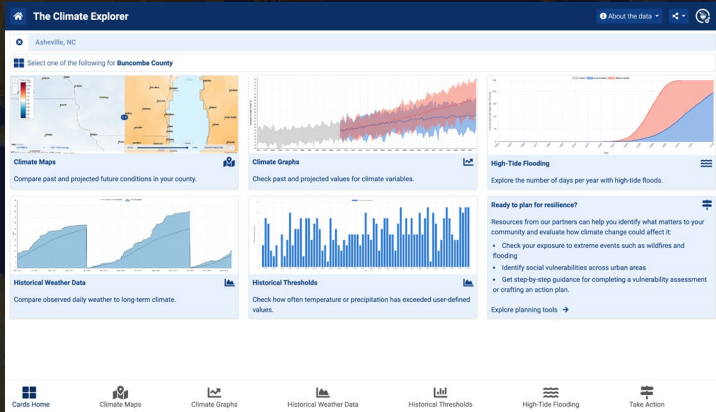 The Climate Explorer
About the data
Asheville, NC
Select one of the following for Buncombe County
Climate Maps
Compare past and projected future conditions in your county.
Climate Graphs
Check past and projected values for climate variables.
High-Tide Flooding
Explore the number of days per year with high-tide floods.
Historical Weather Data
Compare observed daily weather to long-term climate.
Historical Thresholds
Check how often temperature or precipitation has exceeded user-defined
values.
Ready to plan for resilience?
Resources from our partners can help you identify what matters to your
community and evaluate how climate change could affect it:
• Check your exposure to extreme events such as wildfires and
flooding
• Identify social vulnerabilities across urban areas
• Get step-by-step guidance for completing a vulnerability assessment
or crafting an action plan.
Explore planning tools →
Cards Home
Climate Maps
Climate Graphs
Historical Weather Data
Historical Thresholds
High-Tide Flooding
Take Action